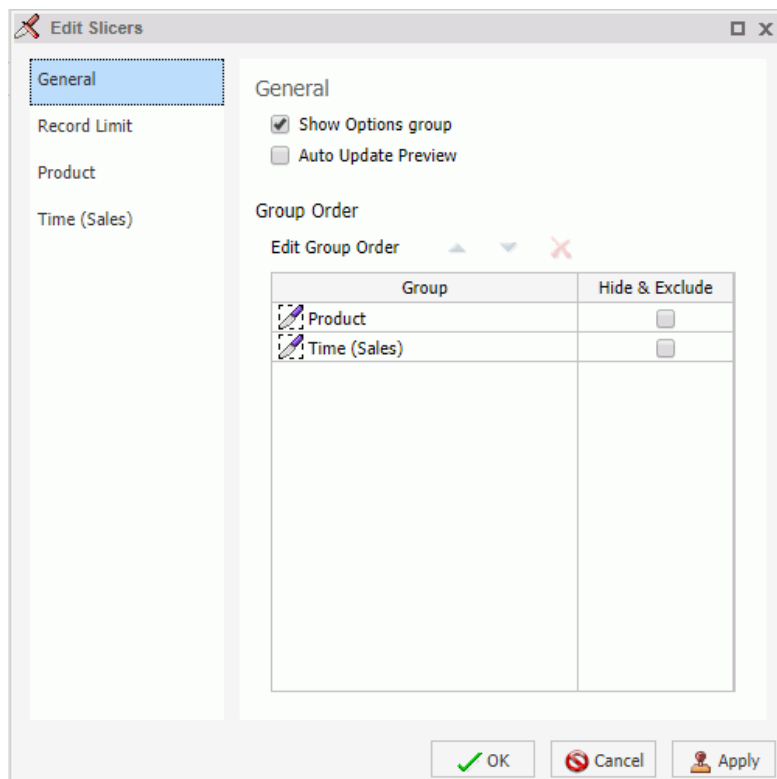 Edit Slicers
General
Record Limit
Product
Time (Sales)
General
Show Options group
Auto Update Preview
Group Order
Edit Group Order
Group Hide & Exclude
Product
Time (Sales)
OK Cancel Apply